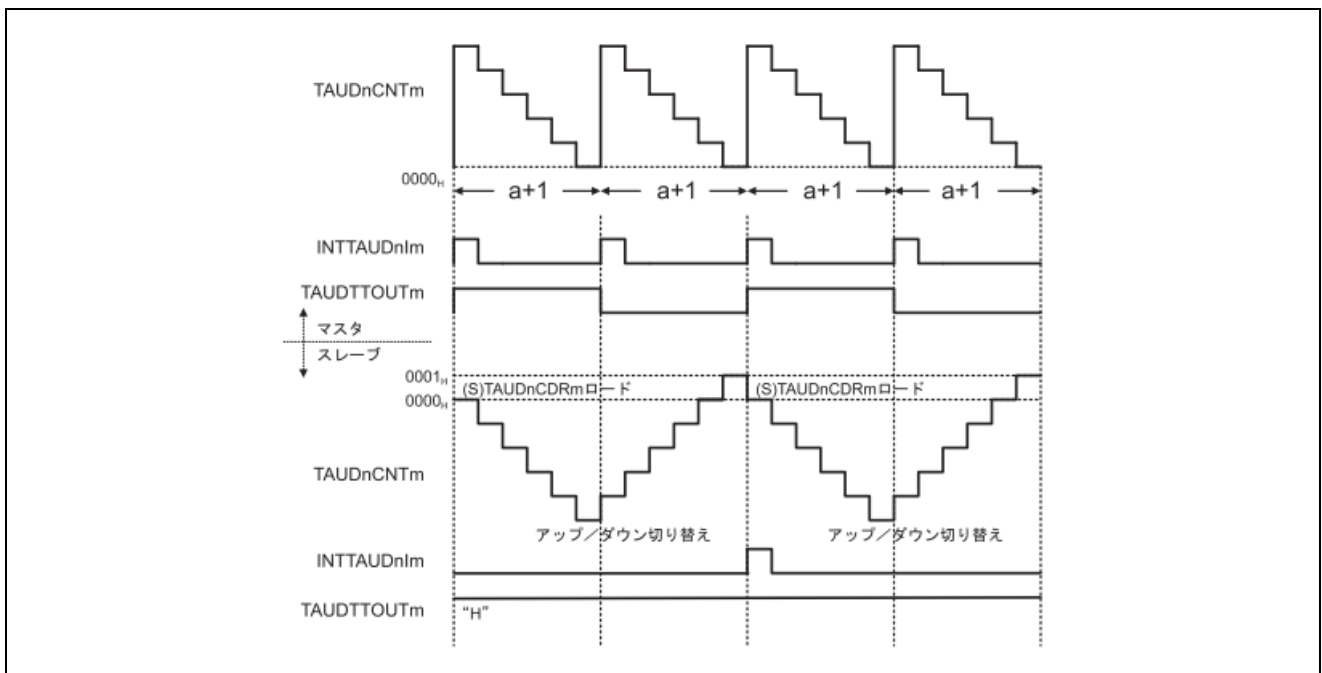 TAUDnCNTm
0000H
a+1 a+1 a+1 a+1
INTTAUDnIm
TAUDTTOUTm
マスタ
スレーブ
0001H
(S)TAUDnCDRmロード (S)TAUDnCDRmロード
0000H
TAUDnCNTm
アップ／ダウン切り替え アップ／ダウン切り替え
INTTAUDnIm
TAUDTTOUTm
“H”